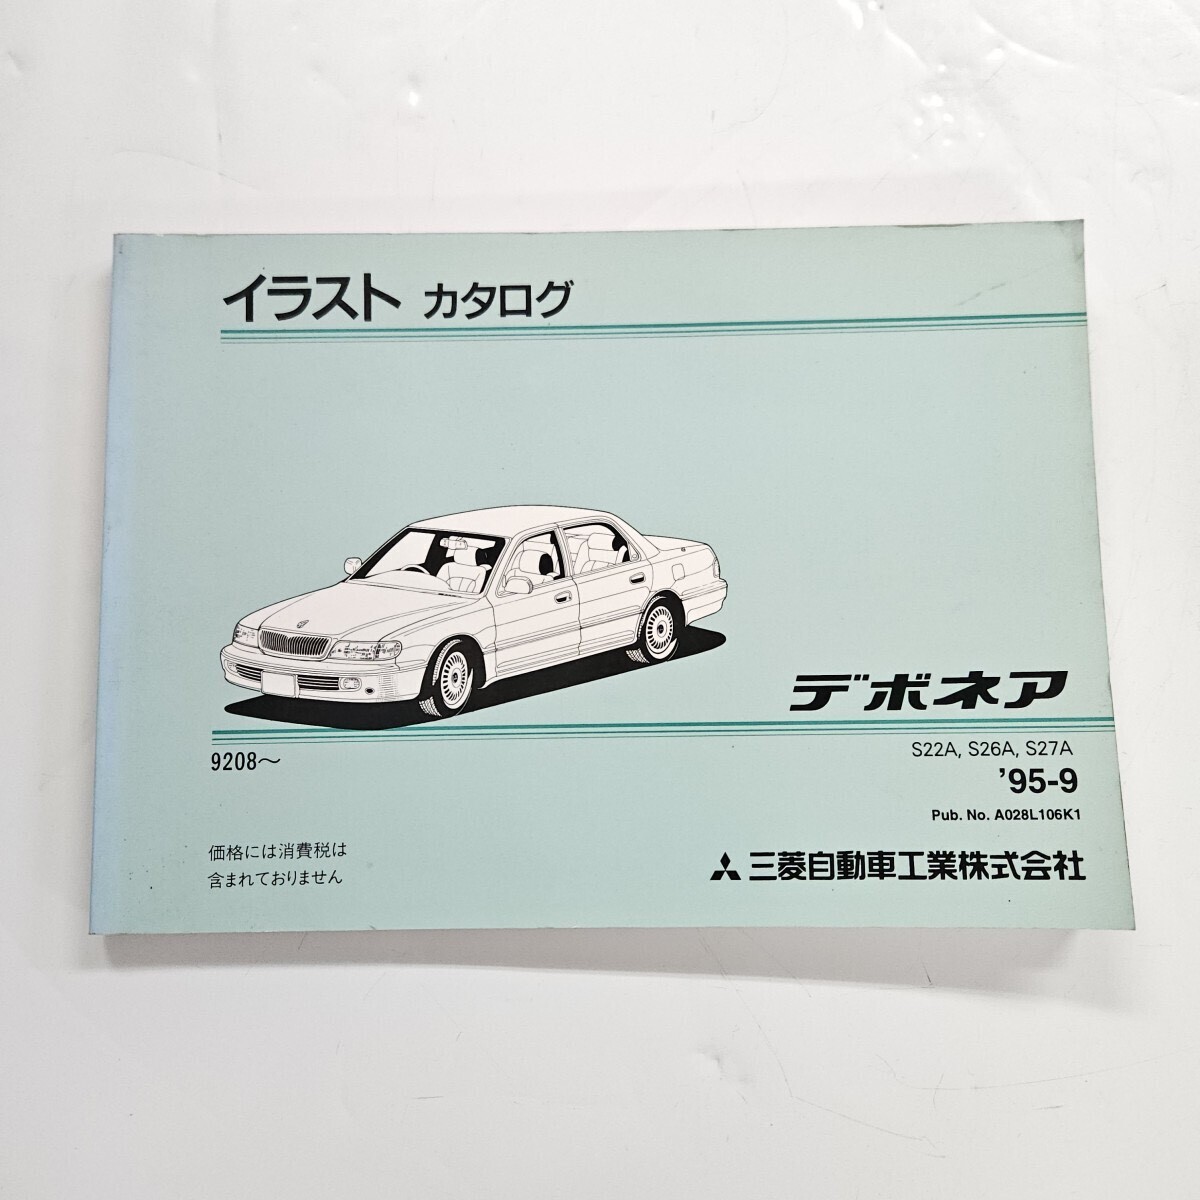 イラスト カタログ
デボネア
9208〜
S22A, S26A, S27A
'95-9
Pub. No. A028L106K1
価格には消費税は
含まれておりません
三菱自動車工業株式会社